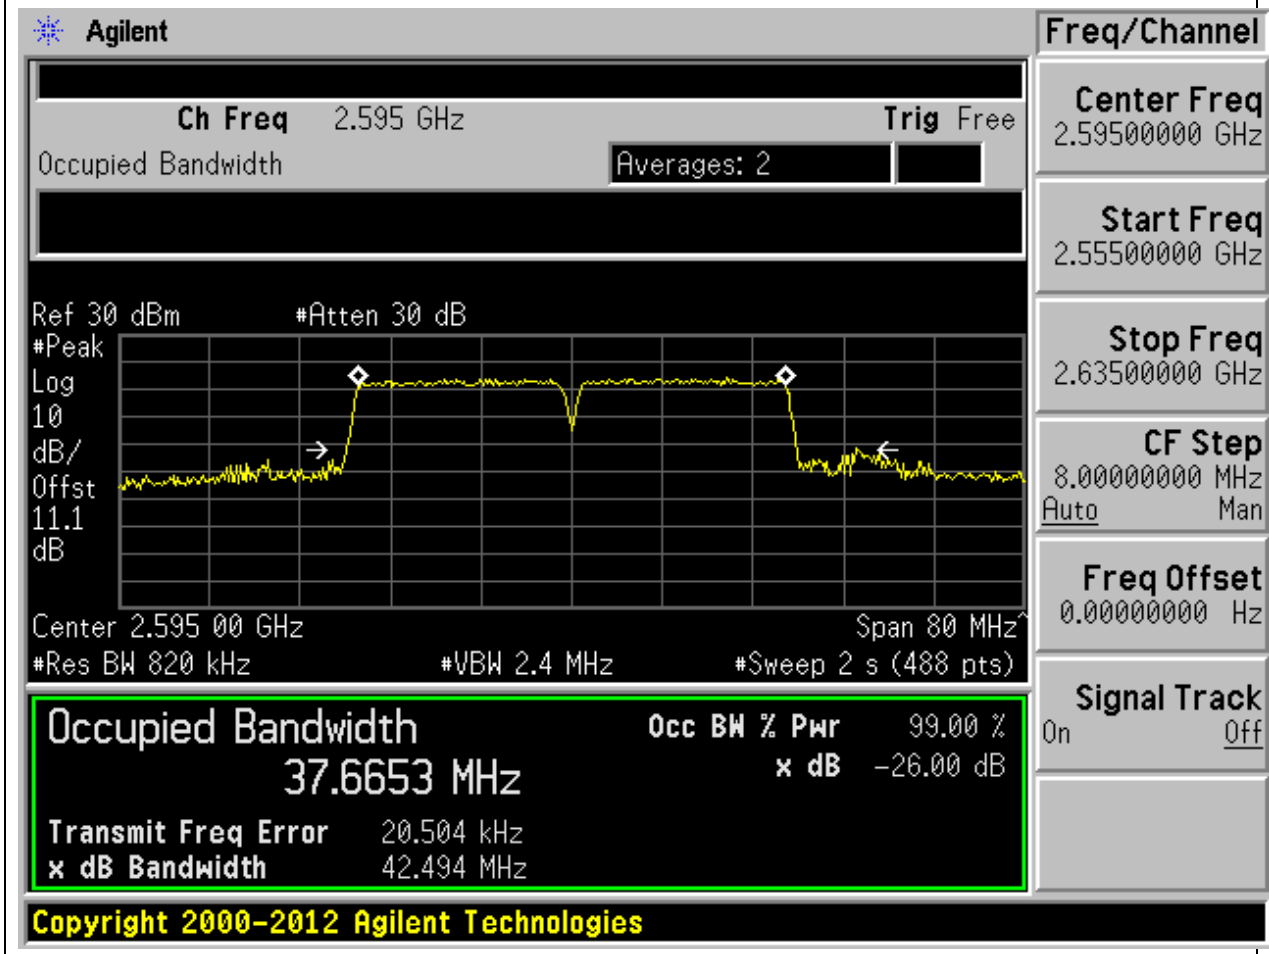 Agilent
Freq/Channel
Ch Freq 2.595 GHz Trig Free
Occupied Bandwidth Averages: 2
Center Freq
2.59500000 GHz
Start Freq
2.55500000 GHz
Stop Freq
2.63500000 GHz
CF Step
8.00000000 MHz
Auto Man
Freq Offset
0.00000000 Hz
Signal Track
On Off
Ref 30 dBm #Atten 30 dB
#Peak
Log
10
dB/
Offst
11.1
dB
Center 2.595 00 GHz Span 80 MHz^
#Res BW 820 kHz #VBW 2.4 MHz #Sweep 2 s (488 pts)
Occupied Bandwidth Occ BW % Pwr 99.00 %
37.6653 MHz x dB -26.00 dB
Transmit Freq Error 20.504 kHz
x dB Bandwidth 42.494 MHz
Copyright 2000-2012 Agilent Technologies